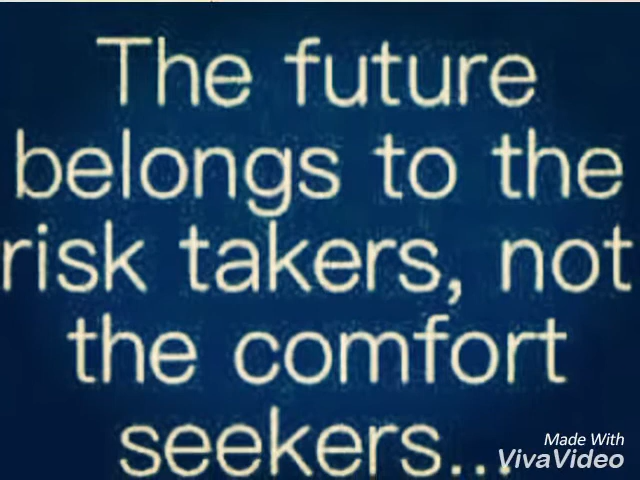 The future
belongs to the
risk takers, not
the comfort
seekers...
Made With
VivaVideo